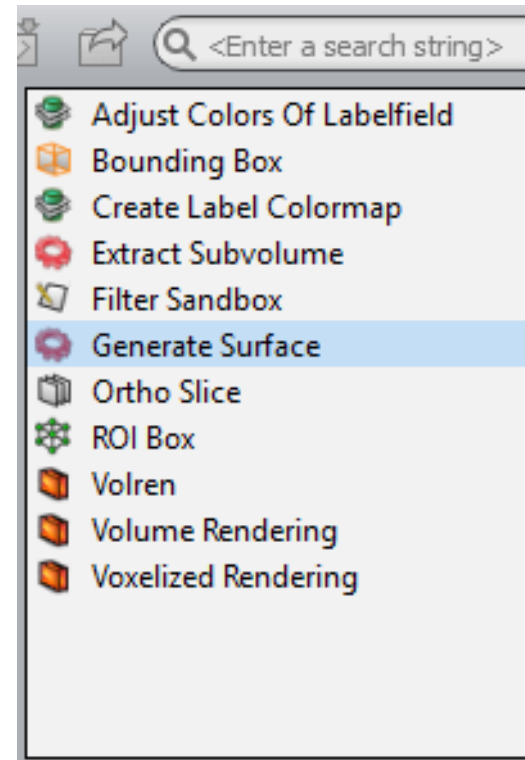 <Enter a search string>
Adjust Colors Of Labelfield
Bounding Box
Create Label Colormap
Extract Subvolume
Filter Sandbox
Generate Surface
Ortho Slice
ROI Box
Volren
Volume Rendering
Voxelized Rendering